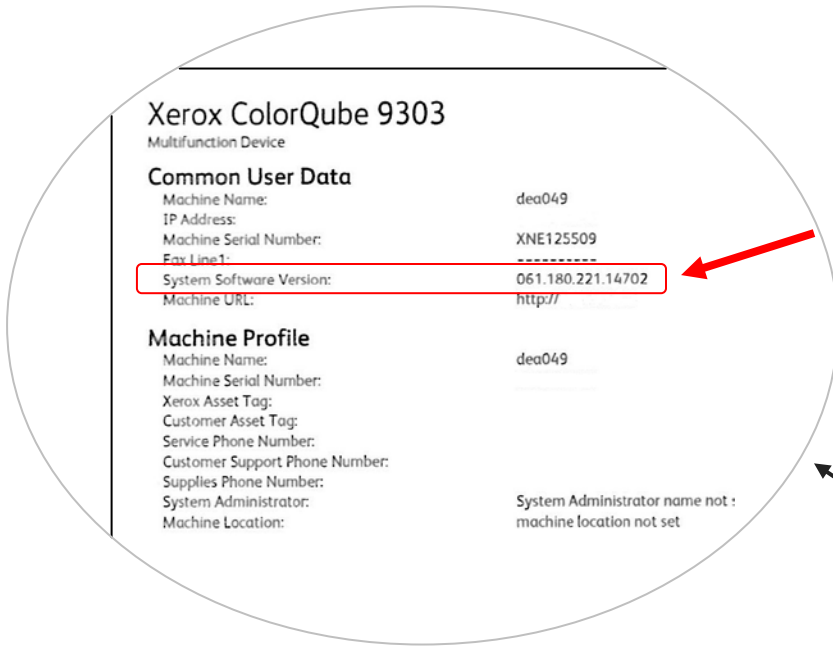 Xerox ColorQube 9303
Multifunction Device
Common User Data
Machine Name: dea049
IP Address:
Machine Serial Number: XNE125509
Fax Line1: ----------
System Software Version: 061.180.221.14702
Machine URL: http://
Machine Profile
Machine Name: dea049
Machine Serial Number:
Xerox Asset Tag:
Customer Asset Tag:
Service Phone Number:
Customer Support Phone Number:
Supplies Phone Number:
System Administrator: System Administrator name not
Machine Location: machine location not set